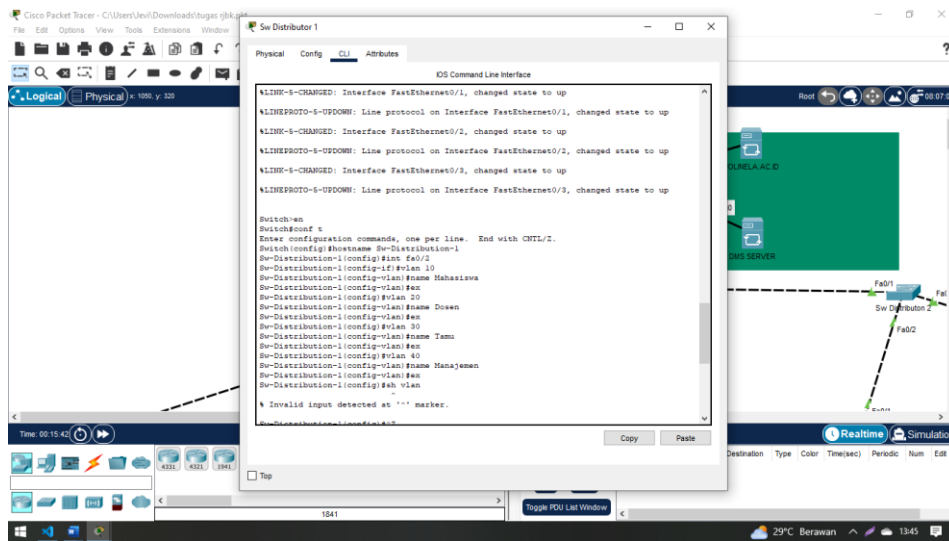 Cisco Packet Tracer - C:\Users\Jevi\Downloads\tugas rjbk.pkt
File Edit Options View Tools Extensions Window
Logical
Physical
x: 1050, y: 320
Root
08:07:0
Sw Distributor 1
Physical Config CLI Attributes
IOS Command Line Interface
%LINK-5-CHANGED: Interface FastEthernet0/1, changed state to up
%LINEPROTO-5-UPDOWN: Line protocol on Interface FastEthernet0/1, changed state to up
%LINK-5-CHANGED: Interface FastEthernet0/2, changed state to up
%LINEPROTO-5-UPDOWN: Line protocol on Interface FastEthernet0/2, changed state to up
%LINK-5-CHANGED: Interface FastEthernet0/3, changed state to up
%LINEPROTO-5-UPDOWN: Line protocol on Interface FastEthernet0/3, changed state to up
Switch>en
Switch#conf t
Enter configuration commands, one per line. End with CNTL/Z.
Switch(config)#hostname Sw-Distribution-1
Sw-Distribution-1(config)#int fa0/2
Sw-Distribution-1(config-if)#vlan 10
Sw-Distribution-1(config-vlan)#name Mahasiswa
Sw-Distribution-1(config-vlan)#ex
Sw-Distribution-1(config)#vlan 20
Sw-Distribution-1(config-vlan)#name Dosen
Sw-Distribution-1(config-vlan)#ex
Sw-Distribution-1(config)#vlan 30
Sw-Distribution-1(config-vlan)#name Tamu
Sw-Distribution-1(config-vlan)#ex
Sw-Distribution-1(config)#vlan 40
Sw-Distribution-1(config-vlan)#name Manajemen
Sw-Distribution-1(config-vlan)#ex
Sw-Distribution-1(config)#sh vlan
^
% Invalid input detected at '^' marker.
Copy
Paste
Top
OLINELA.AC.ID
0
DMS SERVER
Fa0/1
Sw Distributon 2
Fa0/2
Time: 00:15:42
Realtime
Simulatio
4331 4321 1941
1841
Toggle PDU List Window
Destination Type Color Time(sec) Periodic Num Edit
29°C Berawan
13:45